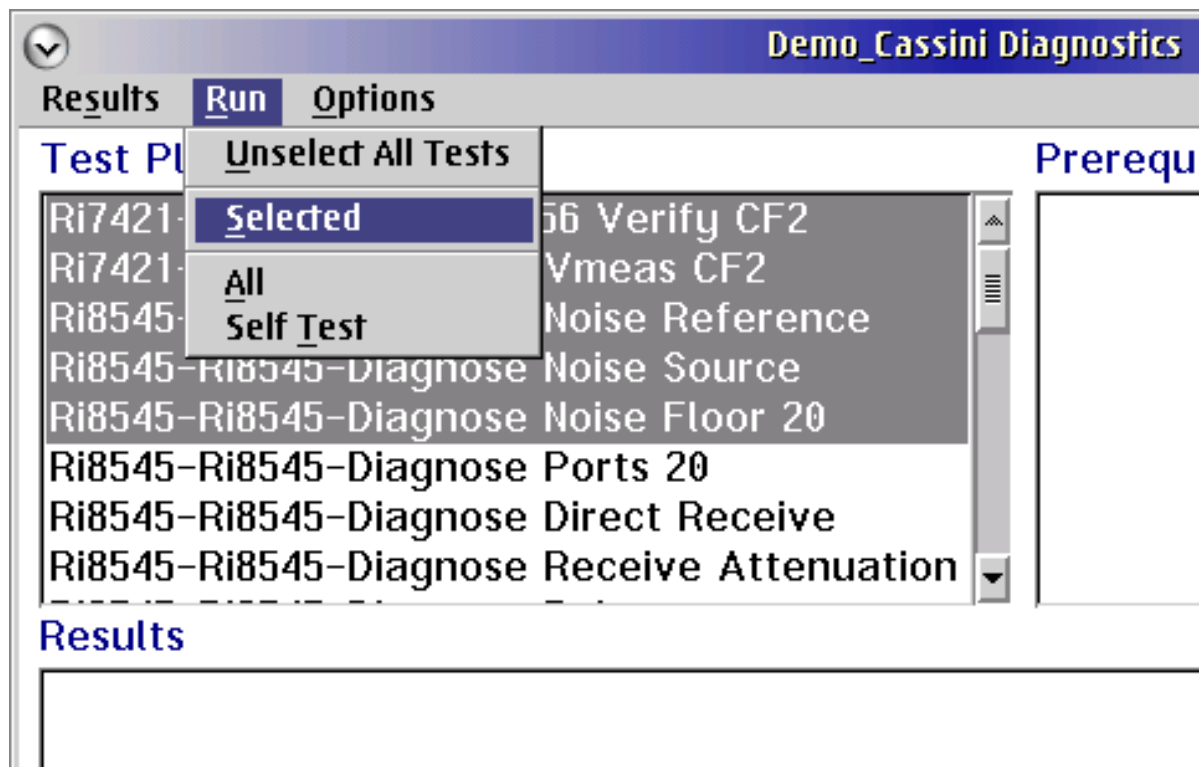 Demo_Cassini Diagnostics
Results Run Options
Unselect All Tests
Selected
All
Self Test
Test Pl
Prerequ
Ri7421- 56 Verify CF2
Ri7421- Vmeas CF2
Ri8545- Noise Reference
Ri8545-Ri8545-Diagnose Noise Source
Ri8545-Ri8545-Diagnose Noise Floor 20
Ri8545-Ri8545-Diagnose Ports 20
Ri8545-Ri8545-Diagnose Direct Receive
Ri8545-Ri8545-Diagnose Receive Attenuation
Results